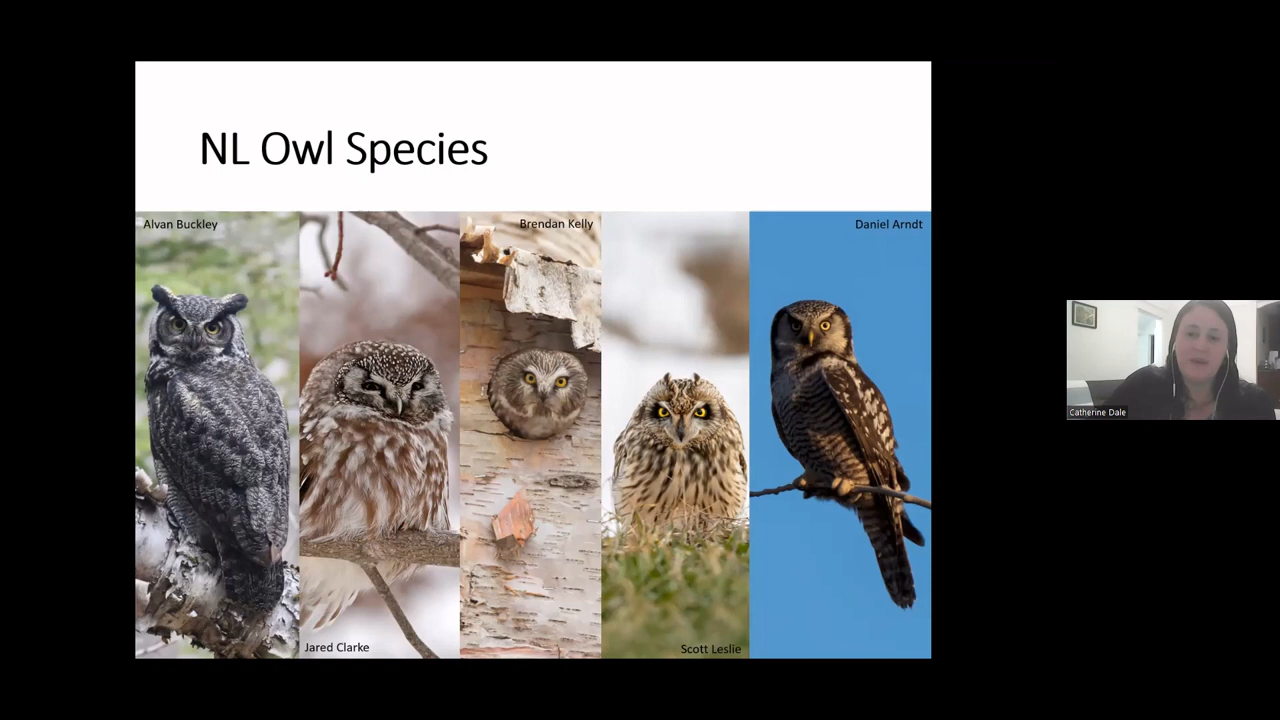 NL Owl Species
Alvan Buckley
Brendan Kelly
Daniel Arndt
Jared Clarke
Scott Leslie
Catherine Dale